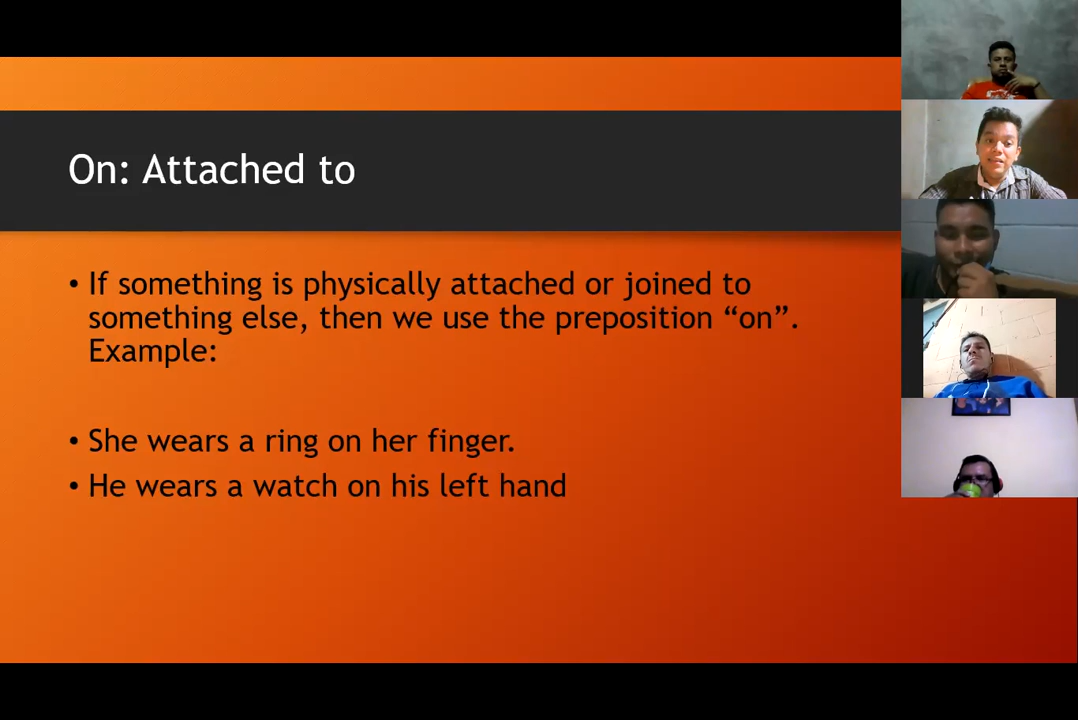 On: Attached to
• If something is physically attached or joined to
something else, then we use the preposition “on”.
Example:
• She wears a ring on her finger.
• He wears a watch on his left hand